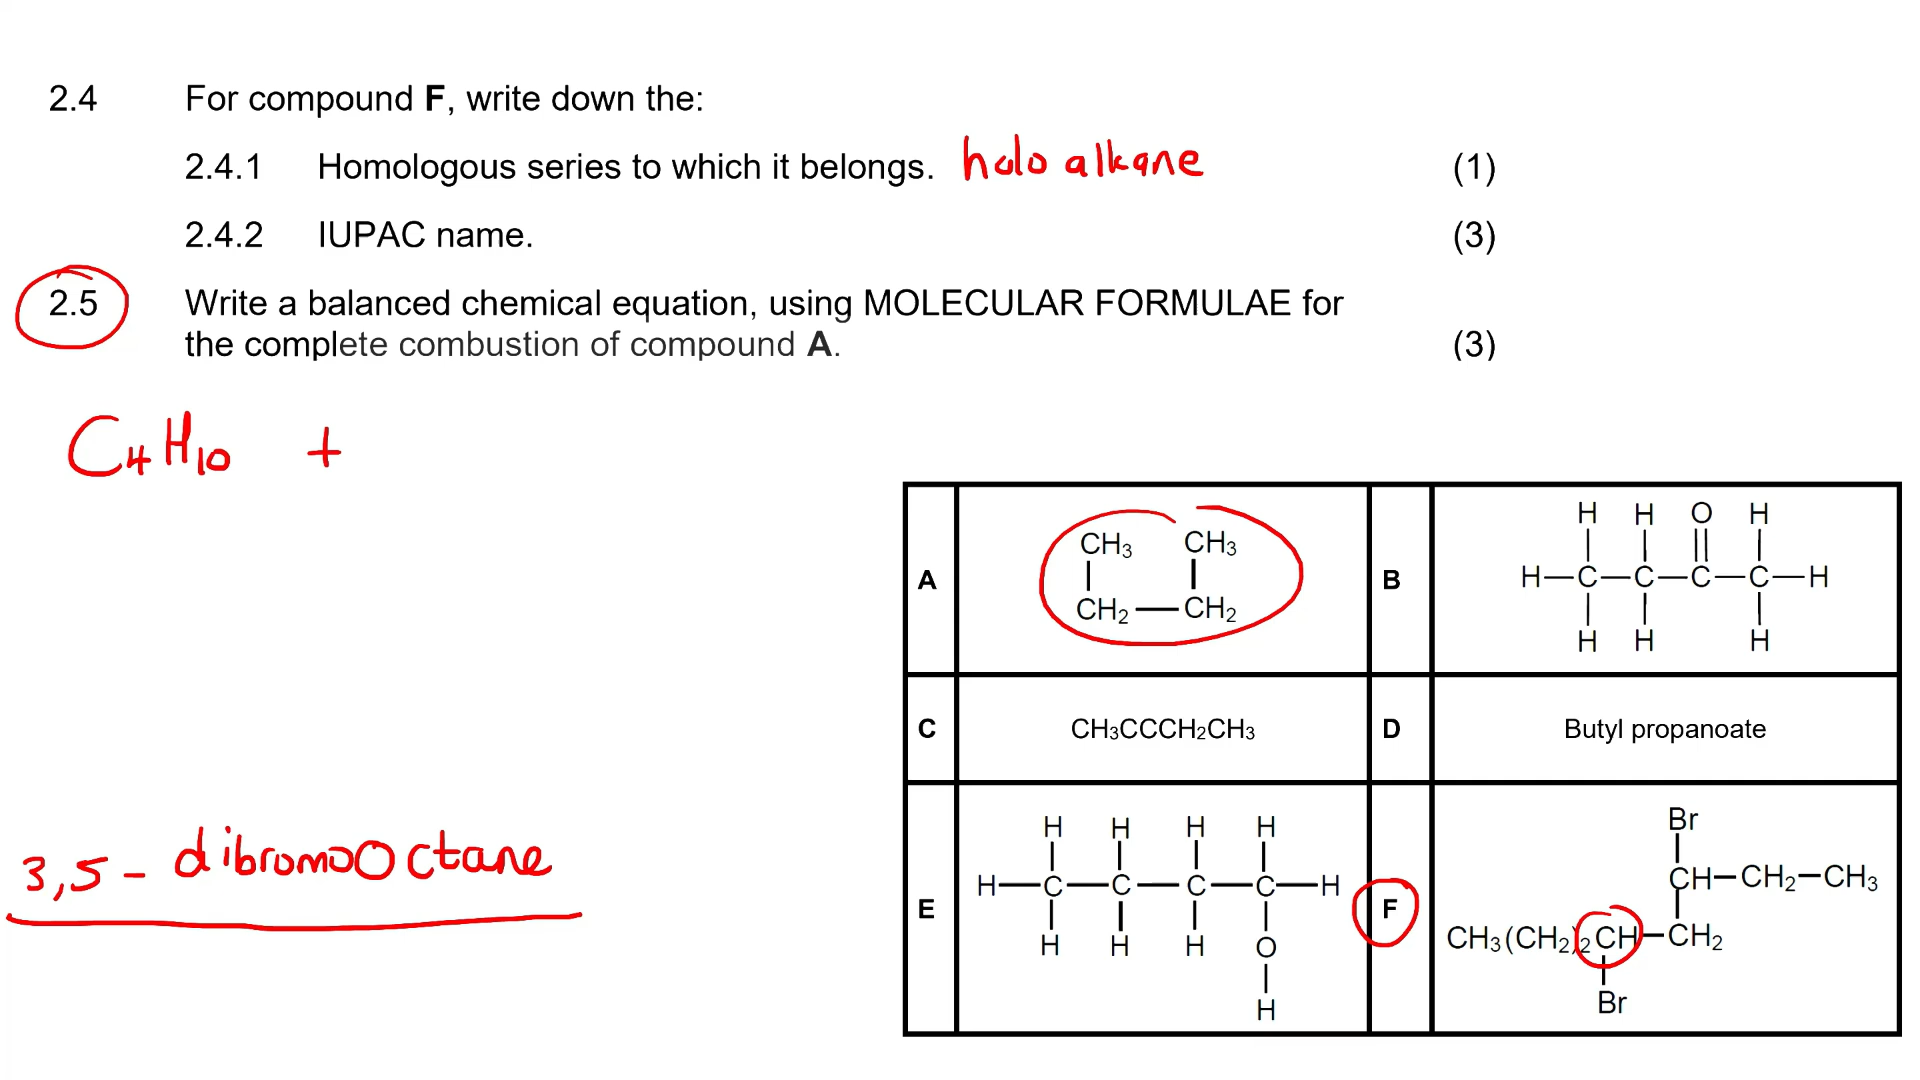 2.4 For compound F, write down the:
2.4.1 Homologous series to which it belongs. halo alkane (1)
2.4.2 IUPAC name. (3)
2.5 Write a balanced chemical equation, using MOLECULAR FORMULAE for
the complete combustion of compound A. (3)
C₄H₁₀ +
3,5- dibromooctane
A
CH₃ CH₃
CH₂ CH₂
B
H H O H
H C C C C H
H H H
C
CH₃CCCH₂CH₃
D
Butyl propanoate
E
H H H H
H C C C C H
H H H O
H
F
Br
CH CH₂ CH₃
CH₃(CH₂)₂CH CH₂
Br